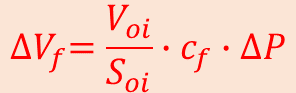 ΔV_f = V_oi / S_oi · c_f · ΔP